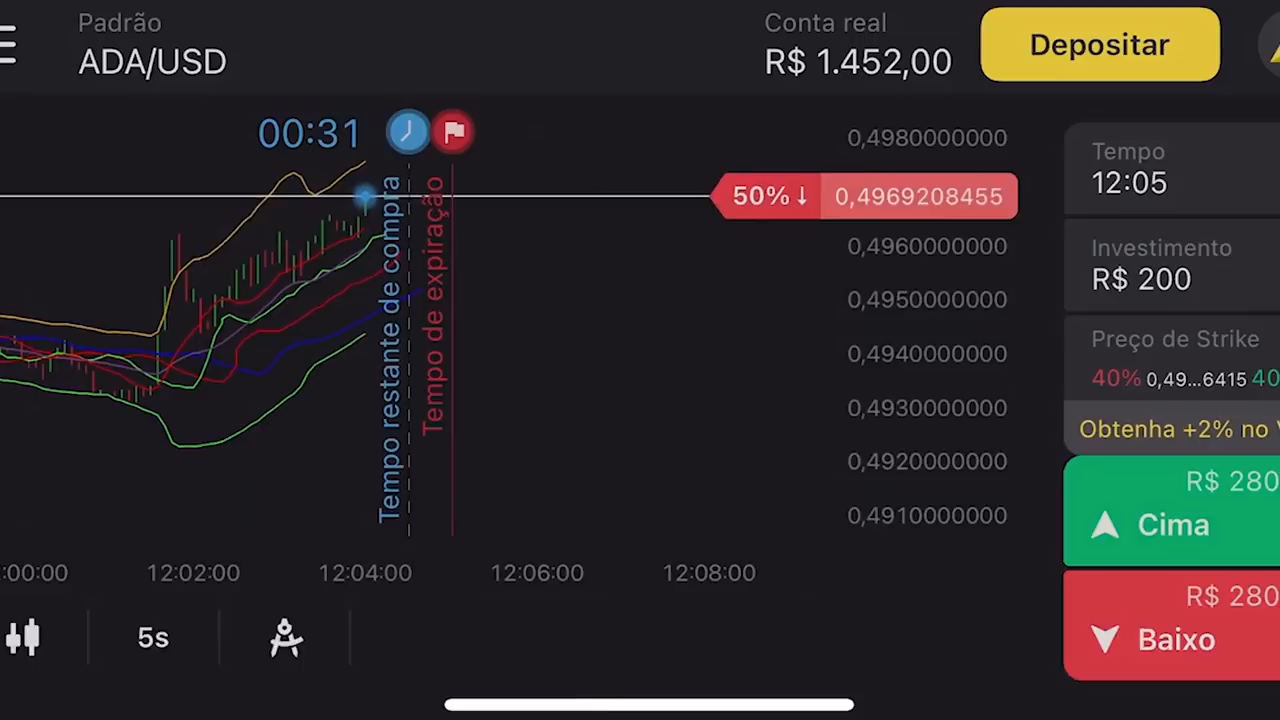 Padrão
ADA/USD
Conta real
R$ 1.452,00
Depositar
00:31
Tempo restante de compra
Tempo de expiração
0,4980000000
50%↓ 0,4969208455
0,4960000000
0,4950000000
0,4940000000
0,4930000000
0,4920000000
0,4910000000
:00:00 12:02:00 12:04:00 12:06:00 12:08:00
5s
Tempo
12:05
Investimento
R$ 200
Preço de Strike
40% 0,49...6415 40
Obtenha +2% no
R$ 280
Cima
R$ 280
Baixo